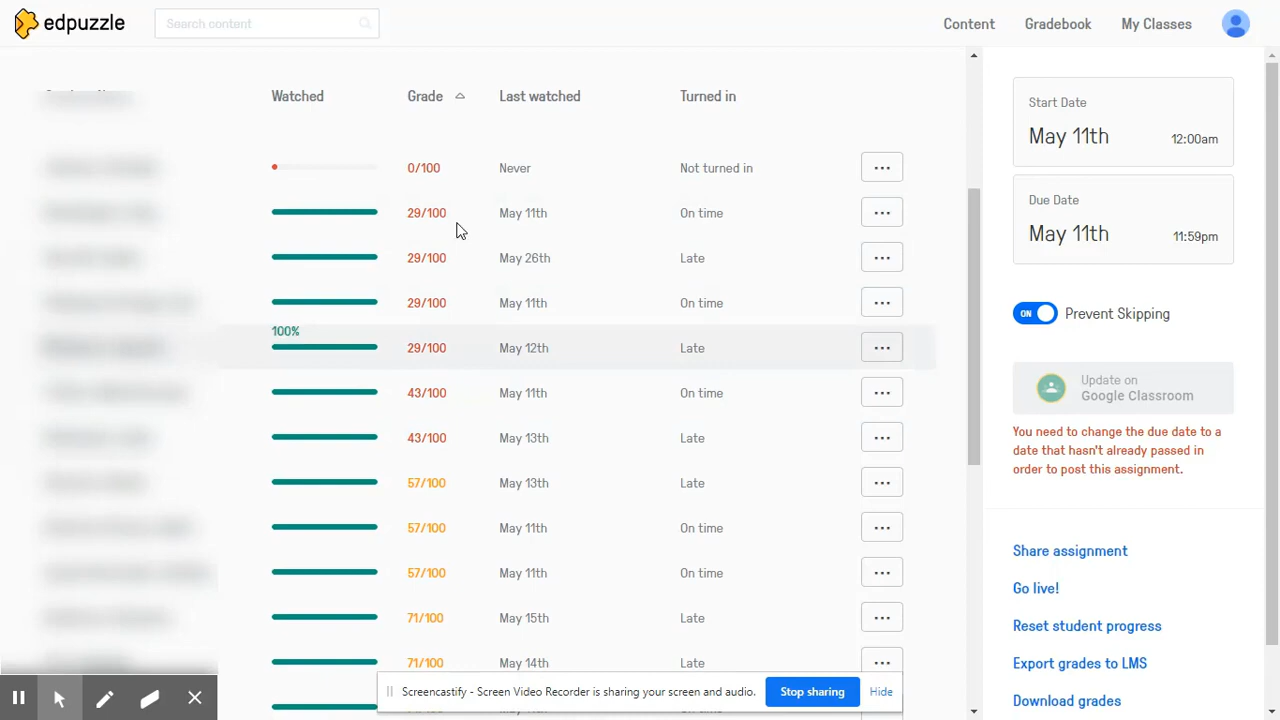 edpuzzle
Search content
Content
Gradebook
My Classes
Watched
Grade
Last watched
Turned in
0/100
Never
Not turned in
29/100
May 11th
On time
29/100
May 26th
Late
29/100
May 11th
On time
100%
29/100
May 12th
Late
43/100
May 11th
On time
43/100
May 13th
Late
57/100
May 13th
Late
57/100
May 11th
On time
57/100
May 11th
On time
71/100
May 15th
Late
71/100
May 14th
Late
Start Date
May 11th
12:00am
Due Date
May 11th
11:59pm
ON
Prevent Skipping
Update on
Google Classroom
You need to change the due date to a
date that hasn't already passed in
order to post this assignment.
Share assignment
Go live!
Reset student progress
Export grades to LMS
Download grades
Screencastify - Screen Video Recorder is sharing your screen and audio.
Stop sharing
Hide